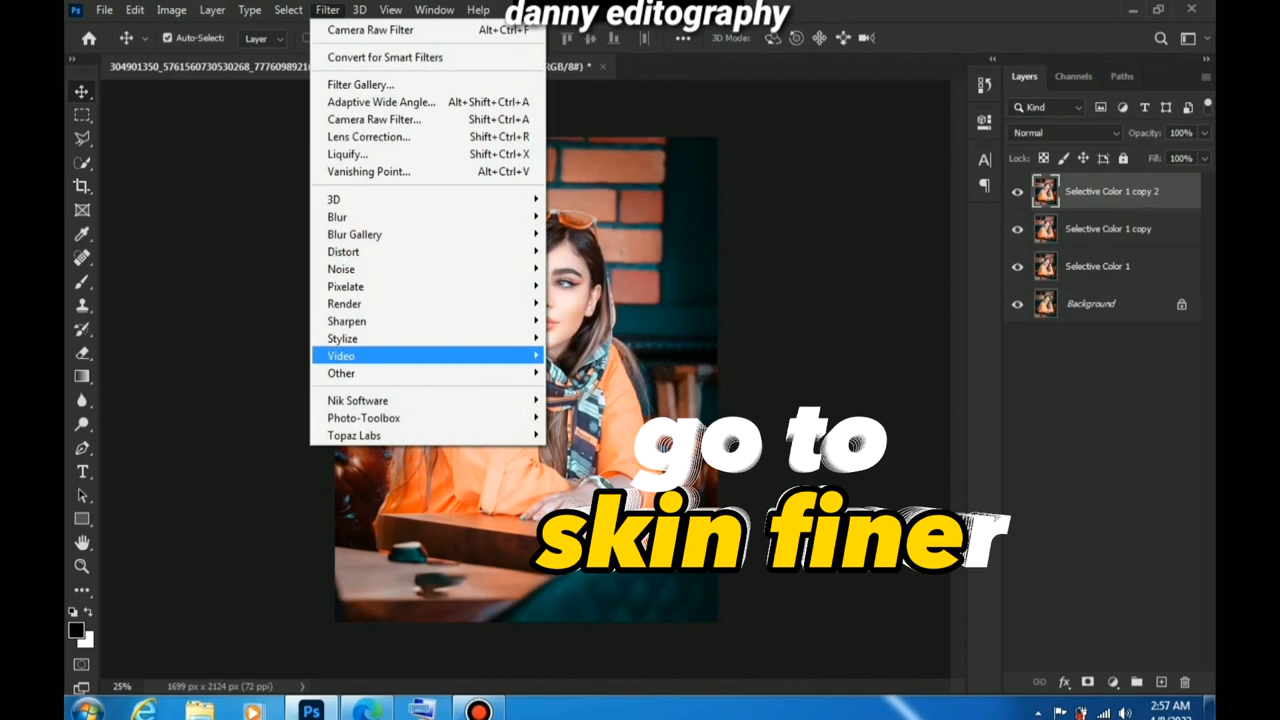 danny editography
Ps File Edit Image Layer Type Select Filter 3D View Window Help
Auto-Select: Layer 3D Mode:
304901350_5761560730530268_7776098921 RGB/8#) *
Camera Raw Filter Alt+Ctrl+F
Convert for Smart Filters
Filter Gallery...
Adaptive Wide Angle... Alt+Shift+Ctrl+A
Camera Raw Filter... Shift+Ctrl+A
Lens Correction... Shift+Ctrl+R
Liquify... Shift+Ctrl+X
Vanishing Point... Alt+Ctrl+V
3D
Blur
Blur Gallery
Distort
Noise
Pixelate
Render
Sharpen
Stylize
Video
Other
Nik Software
Photo-Toolbox
Topaz Labs
Layers Channels Paths
Kind
Normal Opacity: 100%
Lock: Fill: 100%
Selective Color 1 copy 2
Selective Color 1 copy
Selective Color 1
Background
go to
skin finer
25% 1699 px x 2124 px (72 ppi)
Ps
2:57 AM